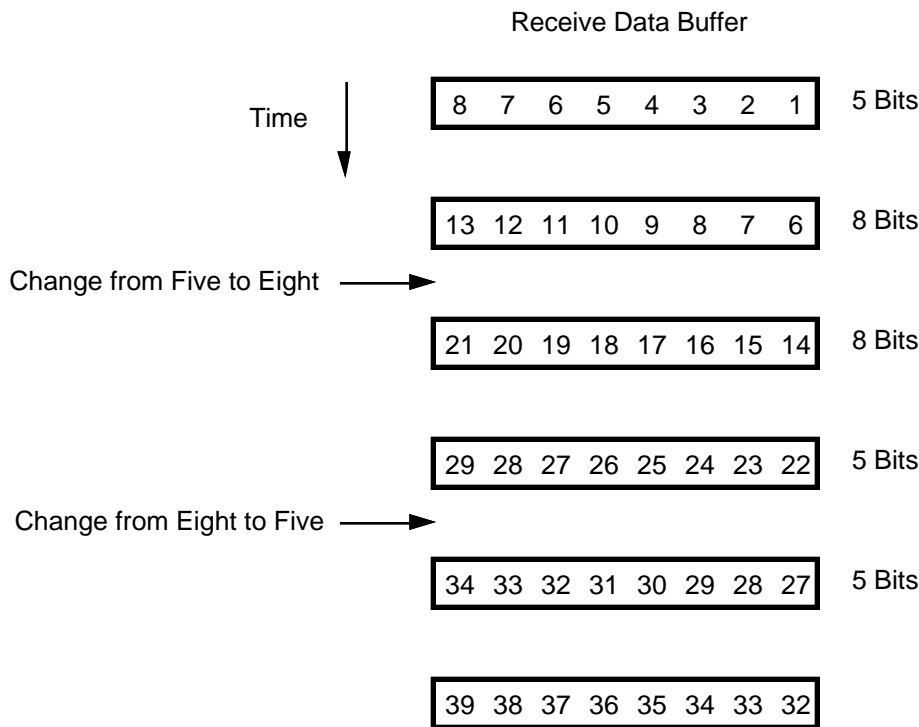 Receive Data Buffer
Time
8 7 6 5 4 3 2 1
5 Bits
13 12 11 10 9 8 7 6
8 Bits
Change from Five to Eight
21 20 19 18 17 16 15 14
8 Bits
29 28 27 26 25 24 23 22
5 Bits
Change from Eight to Five
34 33 32 31 30 29 28 27
5 Bits
39 38 37 36 35 34 33 32